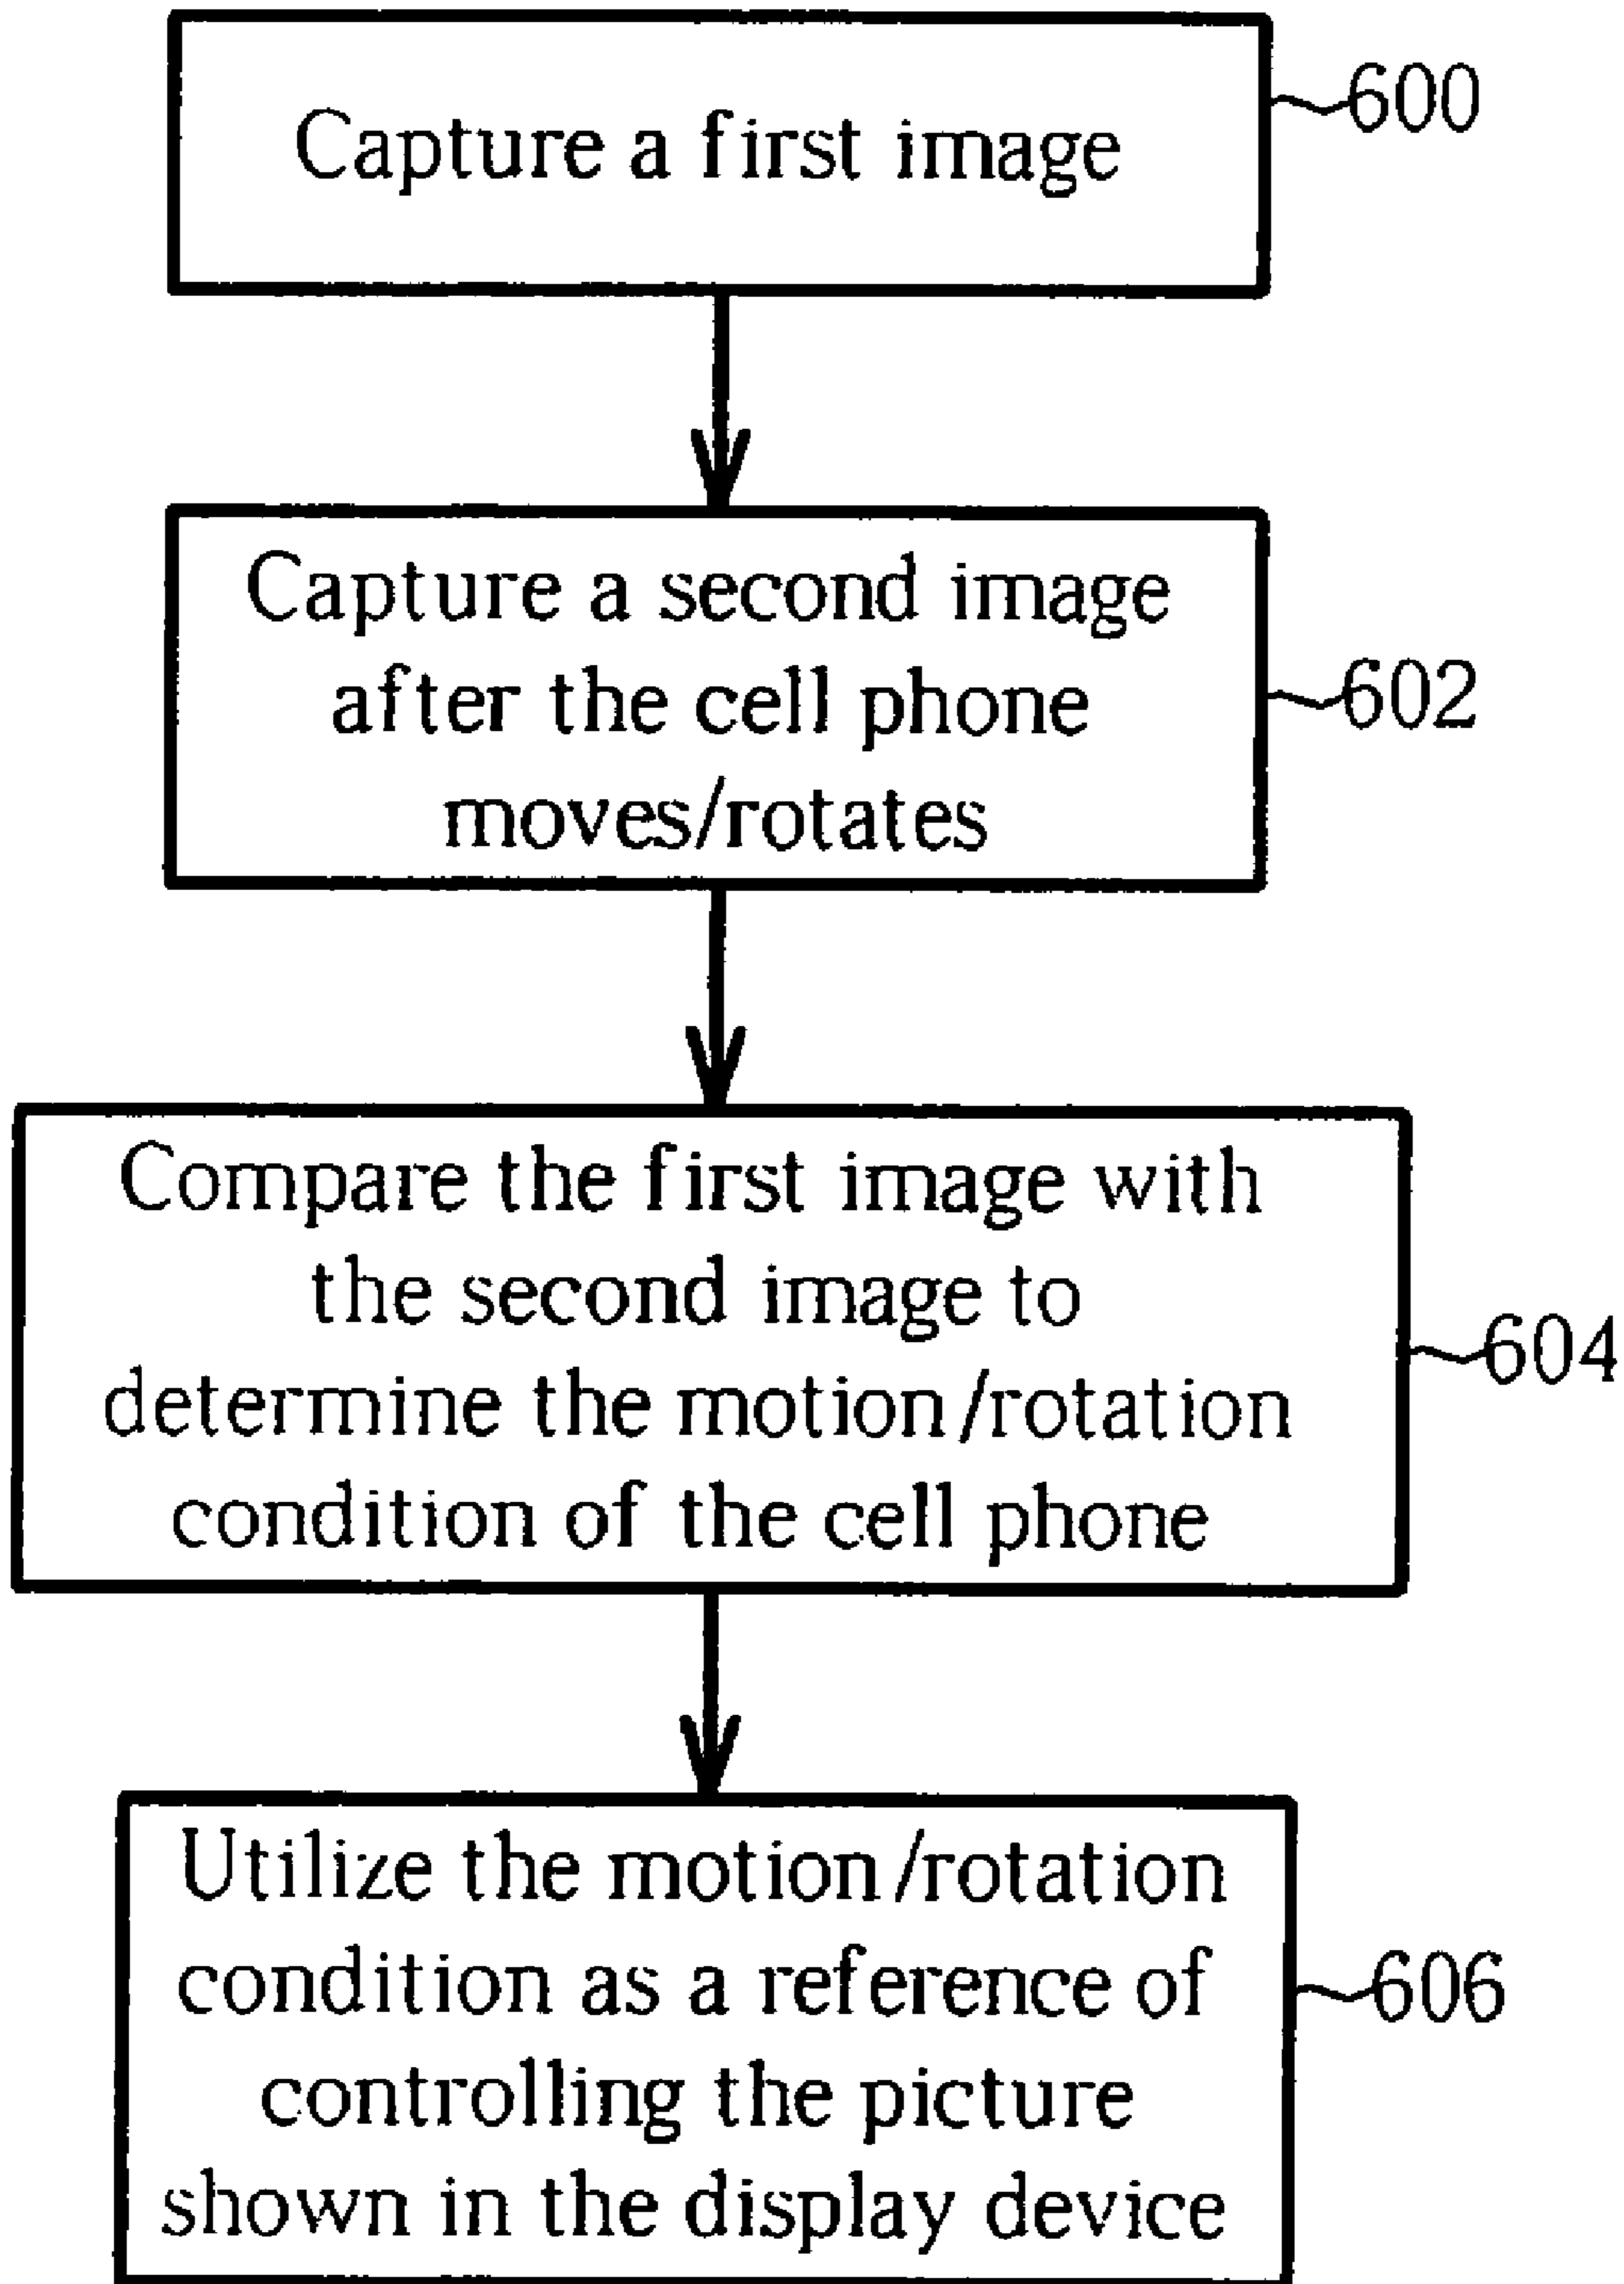 Capture a first image
600
Capture a second image
after the cell phone
moves/rotates
602
Compare the first image with
the second image to
determine the motion/rotation
condition of the cell phone
604
Utilize the motion/rotation
condition as a reference of
controlling the picture
shown in the display device
606